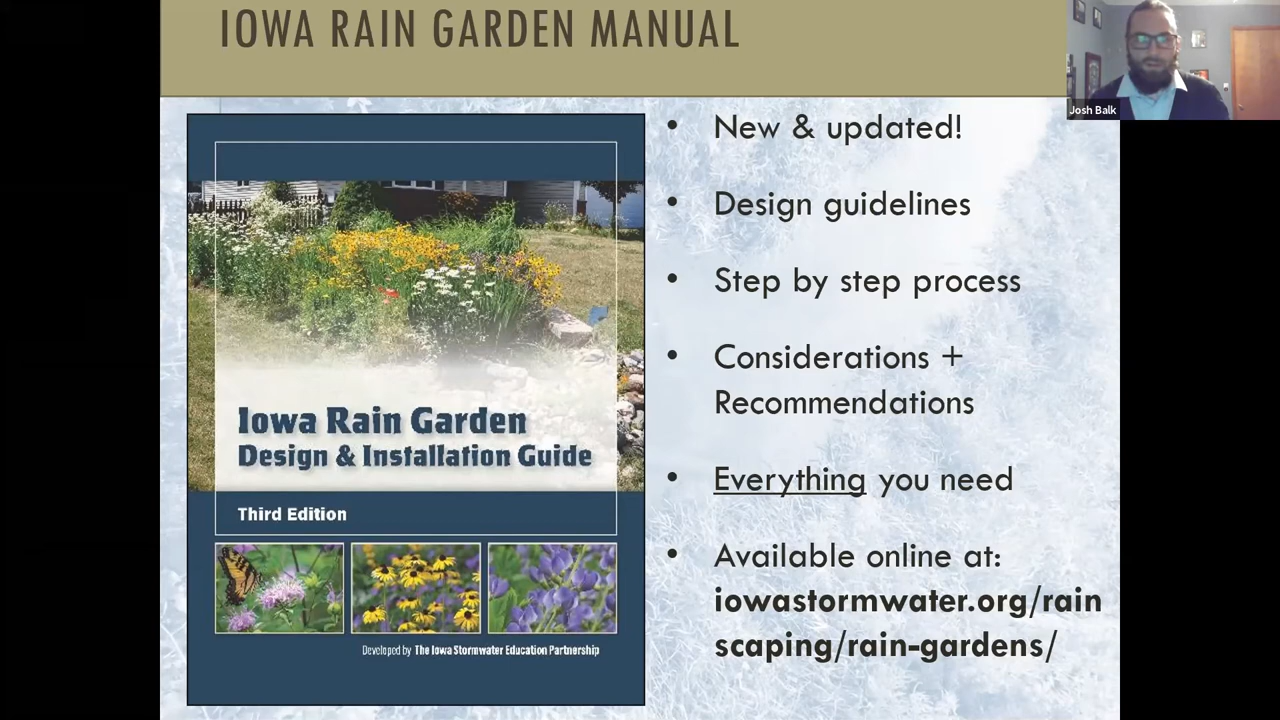 IOWA RAIN GARDEN MANUAL
Josh Balk
Iowa Rain Garden
Design & Installation Guide
Third Edition
Developed by The Iowa Stormwater Education Partnership
• New & updated!
• Design guidelines
• Step by step process
• Considerations +
Recommendations
• Everything you need
• Available online at:
iowastormwater.org/rain
scaping/rain-gardens/